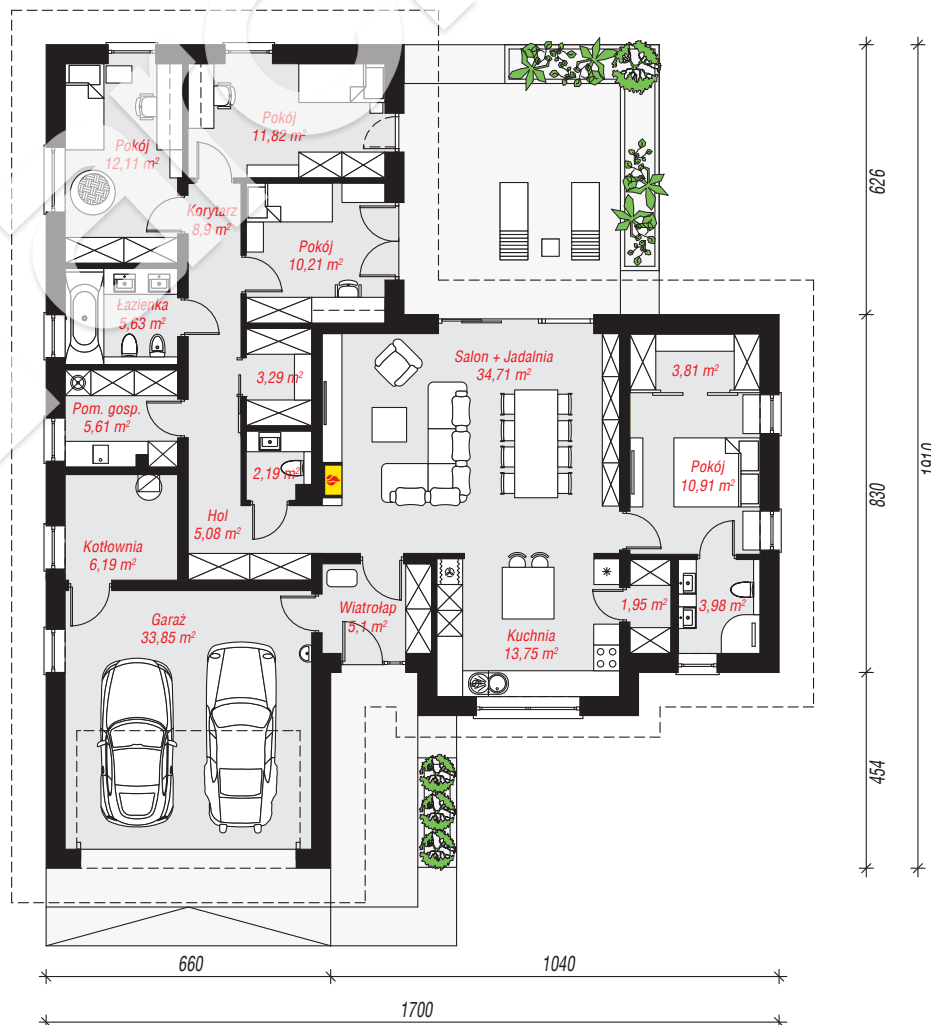 Pokój
12,11 m²
Pokój
11,82 m²
Korytarz
8,9 m²
Pokój
10,21 m²
Łazienka
5,63 m²
3,29 m²
Salon + Jadalnia
34,71 m²
3,81 m²
Pom. gosp.
5,61 m²
2,19 m²
Pokój
10,91 m²
Hol
5,08 m²
Kotłownia
6,19 m²
Garaż
33,85 m²
Wiatrołap
5,1 m²
Kuchnia
13,75 m²
1,95 m²
3,98 m²
626
830
454
1910
660
1040
1700